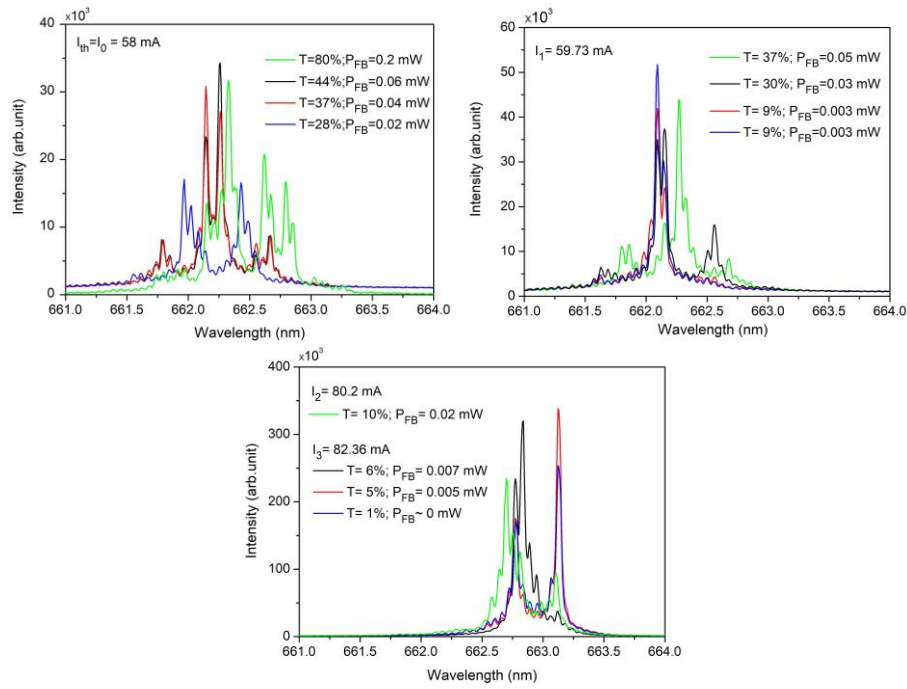 ×10³
40
30
20
10
0
Intensity (arb.unit)
I_th=I_0 = 58 mA
T=80%;P_FB=0.2 mW
T=44%;P_FB=0.06 mW
T=37%;P_FB=0.04 mW
T=28%;P_FB=0.02 mW
661.0 661.5 662.0 662.5 663.0 663.5 664.0
Wavelength (nm)
×10³
60
50
40
30
20
10
0
Intensity (arb.unit)
I_1= 59.73 mA
T= 37%;P_FB=0.05 mW
T= 30%;P_FB=0.03 mW
T= 9%;P_FB=0.003 mW
T= 9%;P_FB=0.003 mW
661.0 661.5 662.0 662.5 663.0 663.5 664.0
Wavelength (nm)
×10³
400
300
200
100
0
Intensity (arb.unit)
I_2= 80.2 mA
T= 10%; P_FB= 0.02 mW
I_3= 82.36 mA
T= 6%; P_FB= 0.007 mW
T= 5%; P_FB= 0.005 mW
T= 1%; P_FB~ 0 mW
661.0 661.5 662.0 662.5 663.0 663.5 664.0
Wavelength (nm)